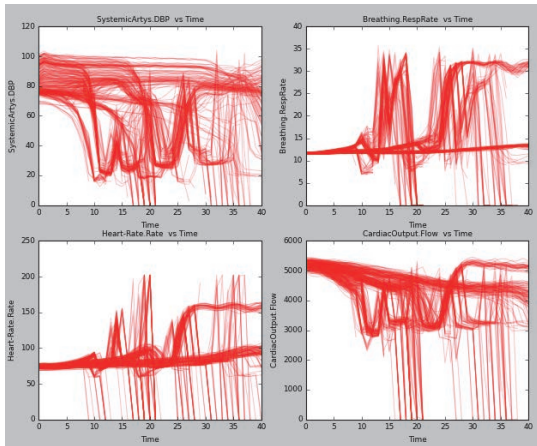 SystemicArtys.DBP vs Time
120
100
80
60
40
20
0
SystemicArtys.DBP
0 5 10 15 20 25 30 35 40
Time
Breathing.RespRate vs Time
40
35
30
25
20
15
10
5
0
Breathing.RespRate
0 5 10 15 20 25 30 35 40
Time
Heart-Rate.Rate vs Time
250
200
150
100
50
0
Heart-Rate.Rate
0 5 10 15 20 25 30 35 40
Time
CardiacOutput.Flow vs Time
6000
5000
4000
3000
2000
1000
0
CardiacOutput.Flow
0 5 10 15 20 25 30 35 40
Time